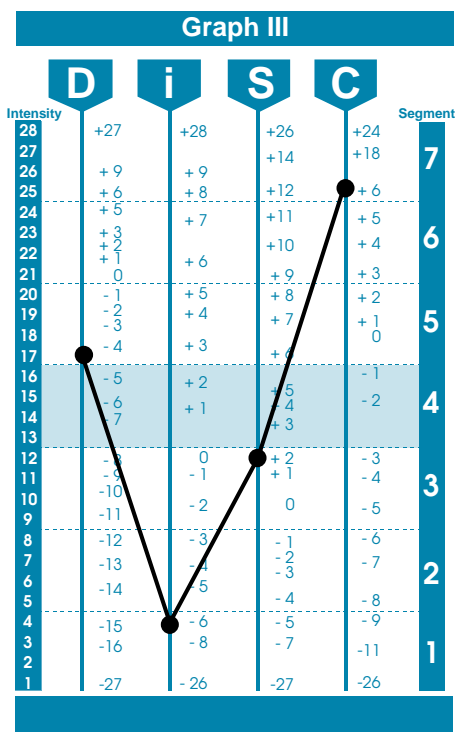 Graph III
D i S C
Intensity Segment
28 +27 +28 +26 +24
27 +14 +18 7
26 + 9 + 9
25 + 6 + 8 +12 + 6
24 + 5 + 7 +11 + 5
23 + 3 6
+ 2 +10 + 4
22 + 1 + 6
21 0 + 9 + 3
20 - 1 + 5 + 8 + 2
19 - 2 + 4 + 7 + 1 5
18 - 3 0
17 - 4 + 3 + 6
16 - 5 + 2 - 1
15 - 6 + 5 - 2 4
14 - 7 + 1 4
+ 3
13
12 - 8 0 + 2 - 3
11 - 9 - 1 + 1 - 4
3
10 -10 - 2 0 - 5
9 -11
8 -12 - 3 - 1 - 6
7 -13 - 4 - 2 - 7
6 -14 - 5 - 3 2
5 - 4 - 8
4 -15 - 6 - 5 - 9
3 -16 - 8 - 7 -11 1
2
1 -27 - 26 -27 -26